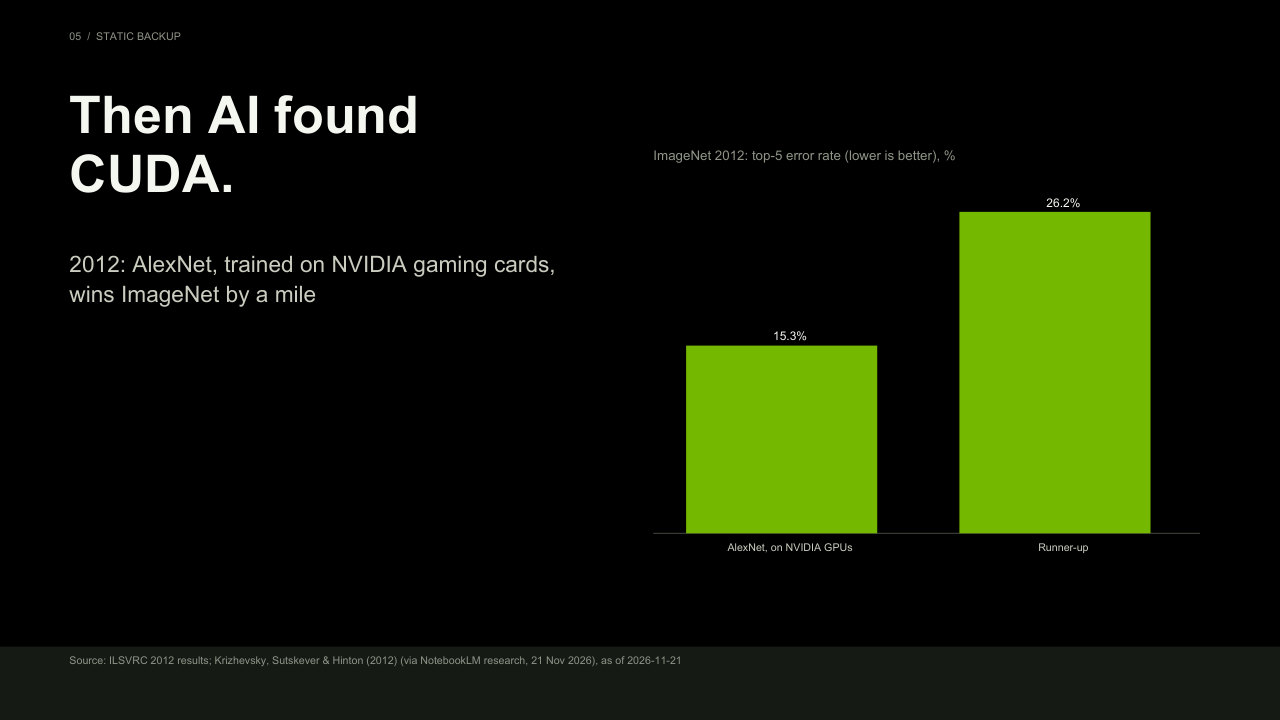 05 / STATIC BACKUP
Then AI found
CUDA.
2012: AlexNet, trained on NVIDIA gaming cards,
wins ImageNet by a mile
ImageNet 2012: top-5 error rate (lower is better), %
26.2%
15.3%
AlexNet, on NVIDIA GPUs
Runner-up
Source: ILSVRC 2012 results; Krizhevsky, Sutskever & Hinton (2012) (via NotebookLM research, 21 Nov 2026), as of 2026-11-21